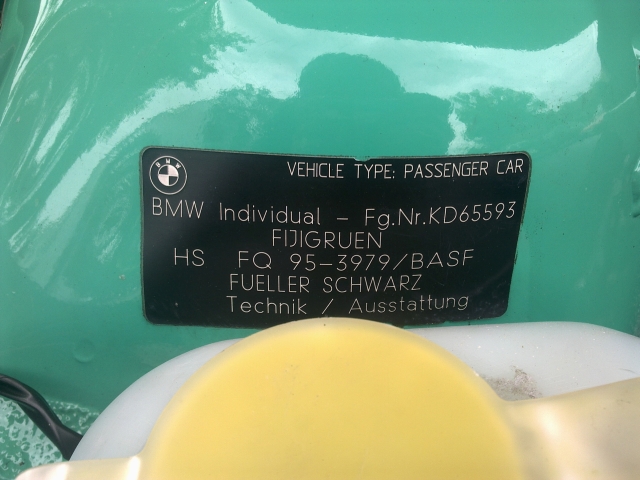 BMW
VEHICLE TYPE: PASSENGER CAR
BMW Individual - Fg.Nr.KD65593
FIJIGRUEN
HS FQ 95-3979/BASF
FUELLER SCHWARZ
Technik / Ausstattung